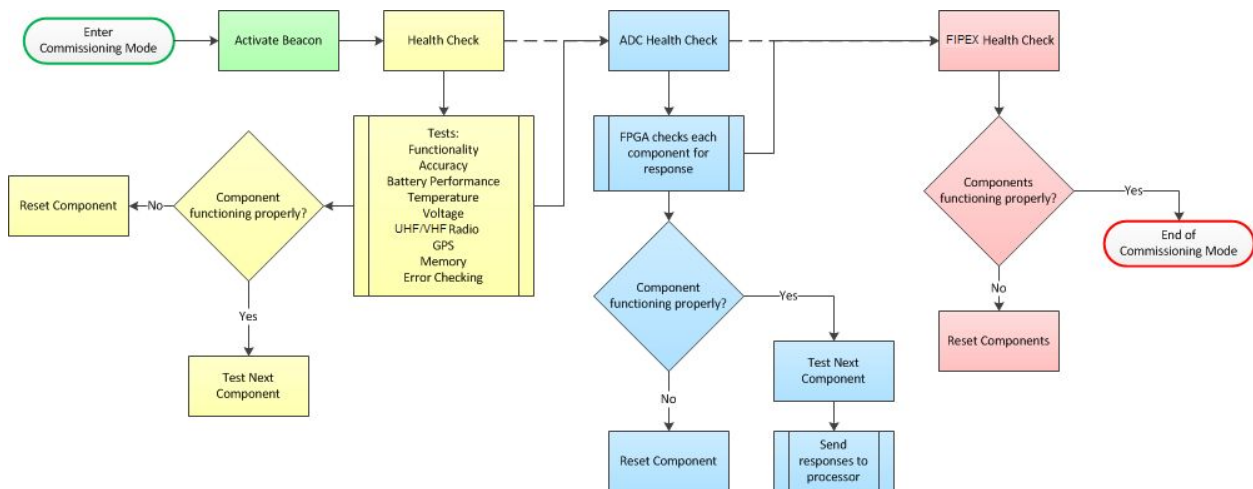 Enter
Commissioning Mode
Activate Beacon
Health Check
ADC Health Check
FIPEX Health Check
Tests:
Functionality
Accuracy
Battery Performance
Temperature
Voltage
UHF/VHF Radio
GPS
Memory
Error Checking
Component
functioning properly?
No
Reset Component
Yes
Test Next
Component
FPGA checks each
component for
response
Component
functioning properly?
Yes
Test Next
Component
Send
responses to
processor
No
Reset Component
Components
functioning properly?
Yes
End of
Commissioning Mode
No
Reset Components